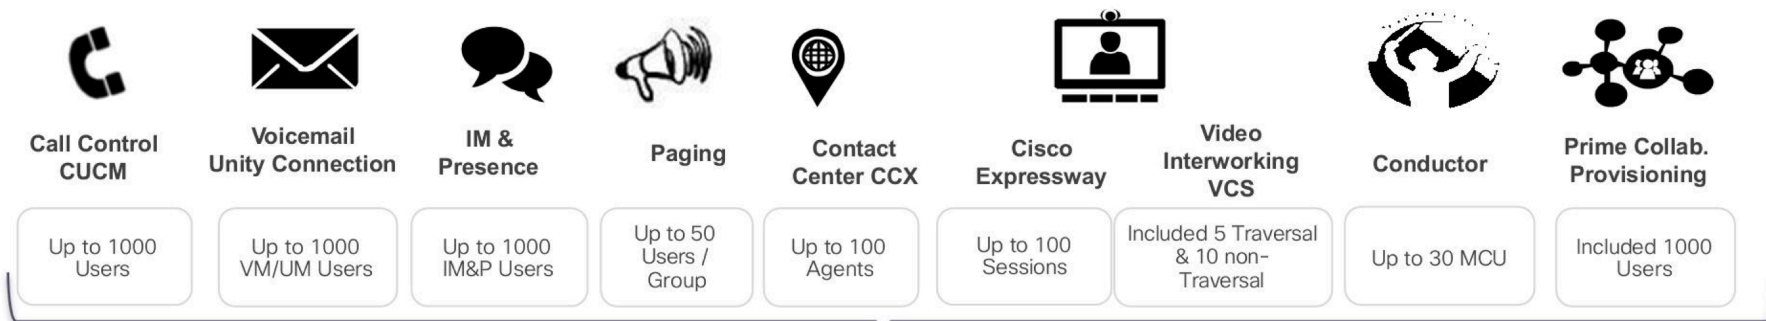 Call Control
CUCM
Voicemail
Unity Connection
IM &
Presence
Paging
Contact
Center CCX
Cisco
Expressway
Video
Interworking
VCS
Conductor
Prime Collab.
Provisioning
Up to 1000
Users
Up to 1000
VM/UM Users
Up to 1000
IM&P Users
Up to 50
Users /
Group
Up to 100
Agents
Up to 100
Sessions
Included 5 Traversal
& 10 non-
Traversal
Up to 30 MCU
Included 1000
Users